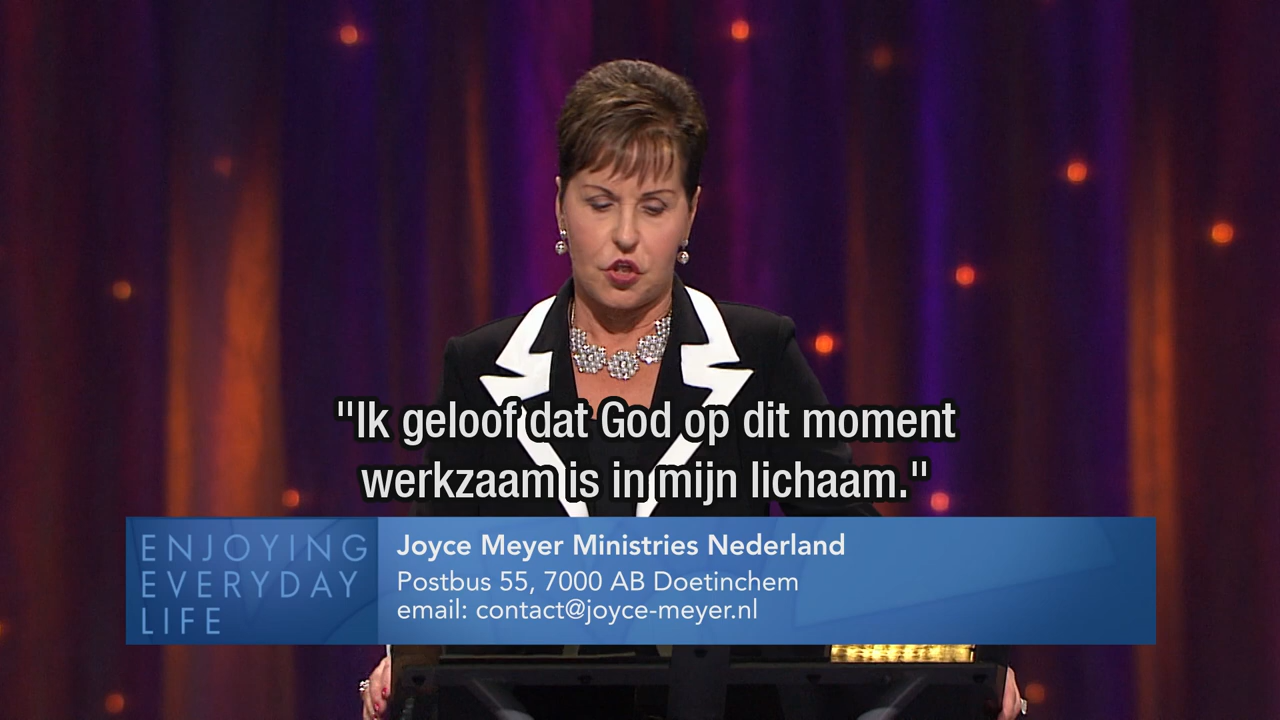 "Ik geloof dat God op dit moment
werkzaam is in mijn lichaam."
ENJOYING
EVERYDAY
LIFE
Joyce Meyer Ministries Nederland
Postbus 55, 7000 AB Doetinchem
email: contact@joyce-meyer.nl